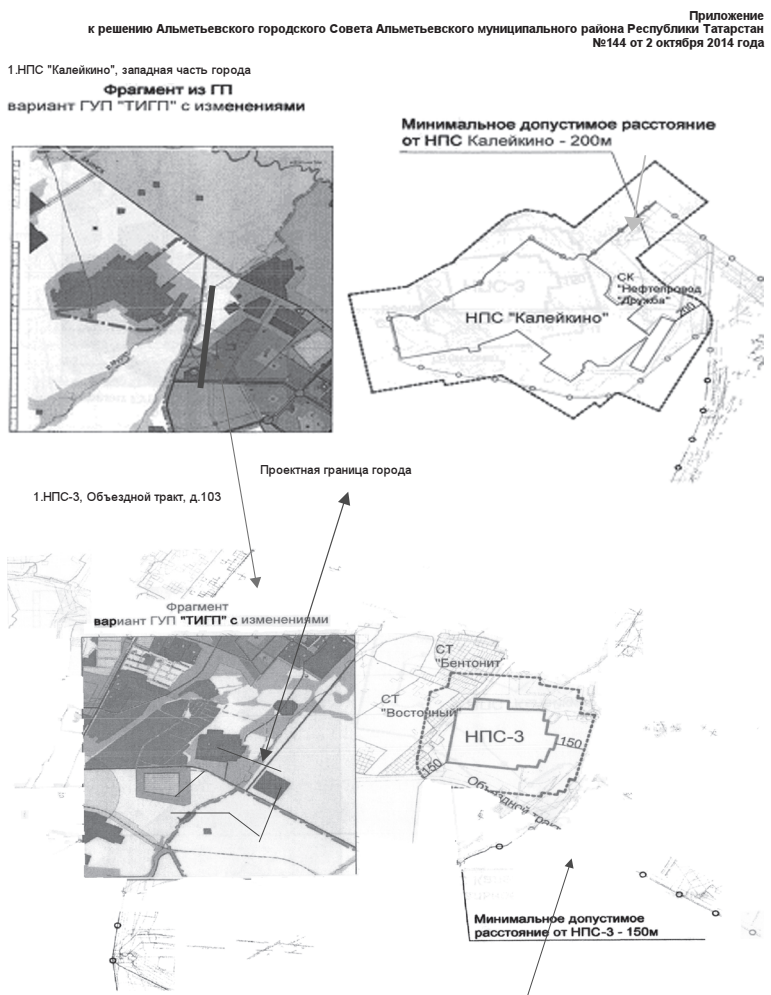 Приложение
к решению Альметьевского городского Совета Альметьевского муниципального района Республики Татарстан
№144 от 2 октября 2014 года
1.НПС "Калейкино", западная часть города
Фрагмент из ГП
вариант ГУП "ТИГП" с изменениями
Минимальное допустимое расстояние
от НПС Калейкино - 200м
СК
"Нефтепровод
"Дружба"
НПС "Калейкино"
200
Проектная граница города
1.НПС-3, Объездной тракт, д.103
Фрагмент
вариант ГУП "ТИГП" с изменениями
СТ
"Бентонит"
СТ
"Восточный"
НПС-3
150
150
Объездной тракт
Минимальное допустимое
расстояние от НПС-3 - 150м